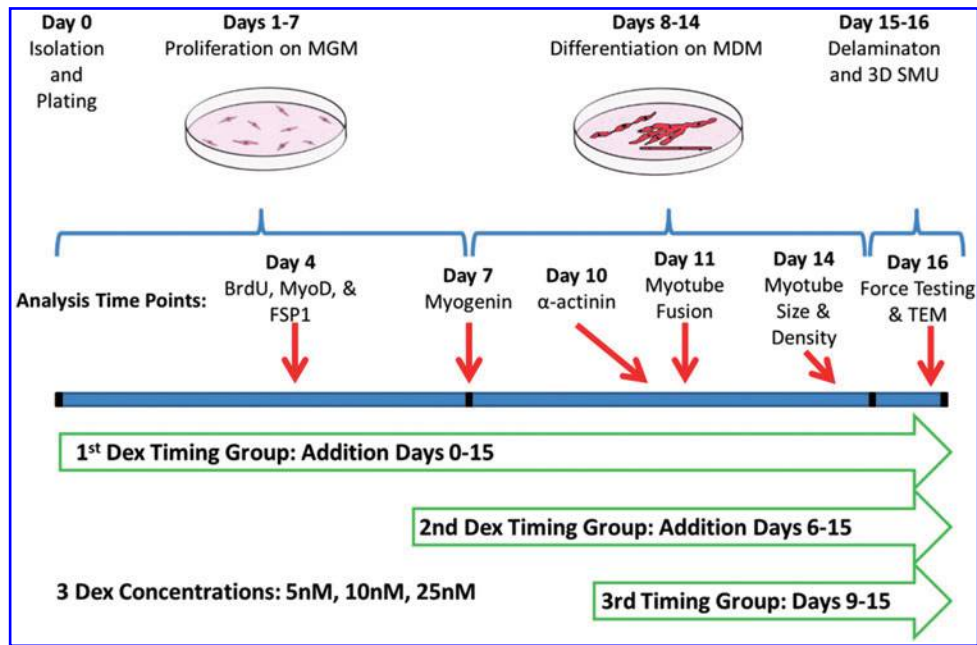 Day 0
Isolation
and
Plating
Days 1-7
Proliferation on MGM
Days 8-14
Differentiation on MDM
Day 15-16
Delaminaton
and 3D SMU
Analysis Time Points:
Day 4
BrdU, MyoD, &
FSP1
Day 7
Myogenin
Day 10
α-actinin
Day 11
Myotube
Fusion
Day 14
Myotube
Size &
Density
Day 16
Force Testing
& TEM
1st Dex Timing Group: Addition Days 0-15
2nd Dex Timing Group: Addition Days 6-15
3 Dex Concentrations: 5nM, 10nM, 25nM
3rd Timing Group: Days 9-15